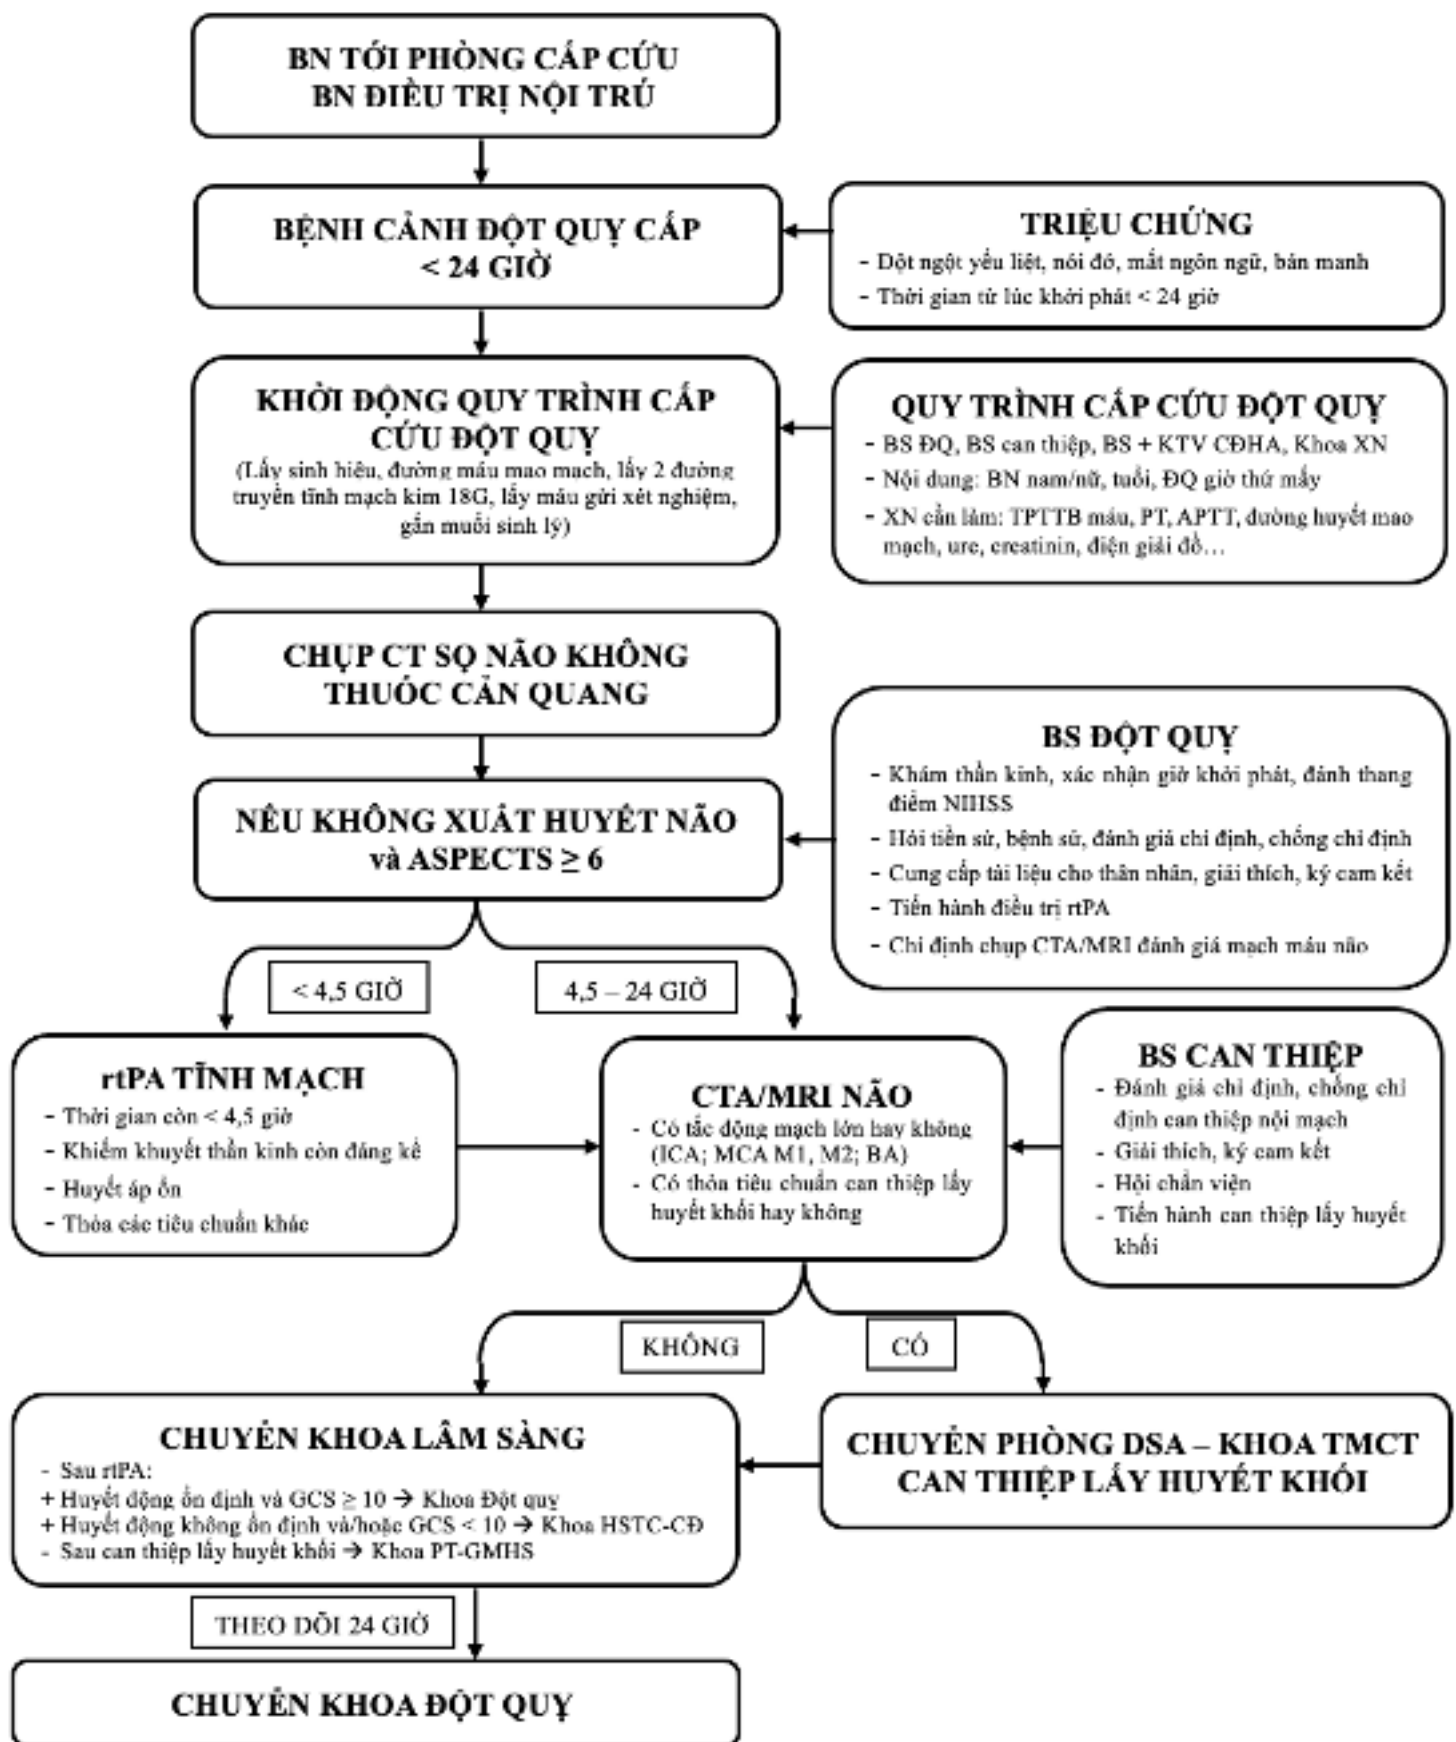 BN TỚI PHÒNG CẤP CỨU
BN ĐIỀU TRỊ NỘI TRÚ
BỆNH CẢNH ĐỘT QUỴ CẤP
< 24 GIỜ
TRIỆU CHỨNG
- Đột ngột yếu liệt, nói đớ, mất ngôn ngữ, bán manh
- Thời gian từ lúc khởi phát < 24 giờ
KHỞI ĐỘNG QUY TRÌNH CẤP
CỨU ĐỘT QUỴ
(Lấy sinh hiệu, đường máu mao mạch, lấy 2 đường
truyền tĩnh mạch kim 18G, lấy máu gửi xét nghiệm,
gắn muối sinh lý)
QUY TRÌNH CẤP CỨU ĐỘT QUỴ
- BS ĐQ, BS can thiệp, BS + KTV CĐHA, Khoa XN
- Nội dung: BN nam/nữ, tuổi, ĐQ giờ thứ mấy
- XN cần làm: TPTTB máu, PT, APTT, đường huyết mao
mạch, ure, creatinin, điện giải đồ...
CHỤP CT SỌ NÃO KHÔNG
THUỐC CẢN QUANG
BS ĐỘT QUỴ
- Khám thần kinh, xác nhận giờ khởi phát, đánh thang
điểm NIHSS
- Hỏi tiền sử, bệnh sử, đánh giá chỉ định, chống chỉ định
- Cung cấp tài liệu cho thân nhân, giải thích, ký cam kết
- Tiến hành điều trị rtPA
- Chỉ định chụp CTA/MRI đánh giá mạch máu não
NẾU KHÔNG XUẤT HUYẾT NÃO
và ASPECTS ≥ 6
< 4,5 GIỜ
4,5 – 24 GIỜ
rtPA TĨNH MẠCH
- Thời gian còn < 4,5 giờ
- Khiếm khuyết thần kinh còn đáng kể
- Huyết áp ổn
- Thỏa các tiêu chuẩn khác
CTA/MRI NÃO
- Có tắc động mạch lớn hay không
(ICA; MCA M1, M2; BA)
- Có thỏa tiêu chuẩn can thiệp lấy
huyết khối hay không
BS CAN THIỆP
- Đánh giá chỉ định, chống chỉ
định can thiệp nội mạch
- Giải thích, ký cam kết
- Hội chẩn viện
- Tiến hành can thiệp lấy huyết
khối
KHÔNG
CÓ
CHUYỂN KHOA LÂM SÀNG
- Sau rtPA:
+ Huyết động ổn định và GCS ≥ 10 → Khoa Đột quỵ
+ Huyết động không ổn định và/hoặc GCS < 10 → Khoa HSTC-CĐ
- Sau can thiệp lấy huyết khối → Khoa PT-GMHS
CHUYỂN PHÒNG DSA – KHOA TMCT
CAN THIỆP LẤY HUYẾT KHỐI
THEO DÕI 24 GIỜ
CHUYỂN KHOA ĐỘT QUỴ